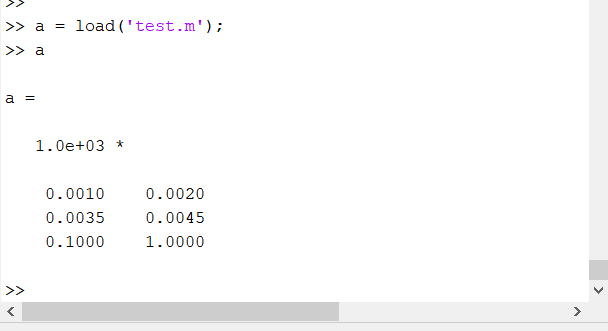 >>
>> a = load('test.m');
>> a
a =
1.0e+03 *
0.0010 0.0020
0.0035 0.0045
0.1000 1.0000
>>